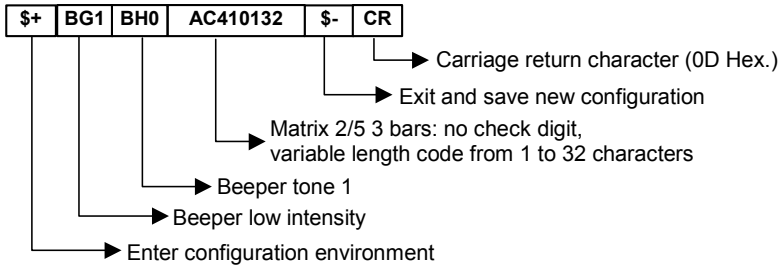 $+ BG1 BH0 AC410132 $- CR
Carriage return character (0D Hex.)
Exit and save new configuration
Matrix 2/5 3 bars: no check digit,
variable length code from 1 to 32 characters
Beeper tone 1
Beeper low intensity
Enter configuration environment